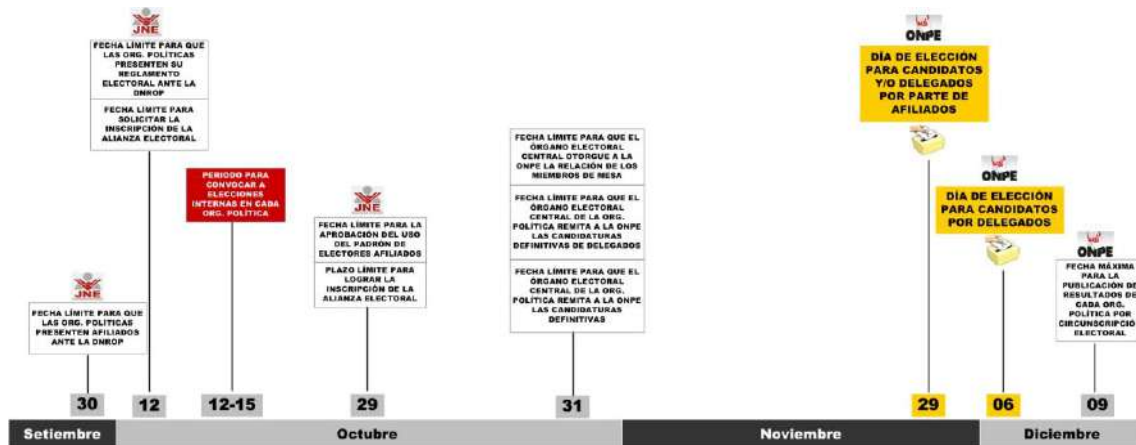 JNE
FECHA LÍMITE PARA QUE
LAS ORG. POLÍTICAS
PRESENTEN SU
REGLAMENTO
ELECTORAL ANTE LA
DNROP
FECHA LÍMITE PARA
SOLICITAR LA
INSCRIPCIÓN DE LA
ALIANZA ELECTORAL
PERIODO PARA
CONVOCAR A
ELECCIONES
INTERNAS EN CADA
ORG. POLÍTICA
JNE
FECHA LÍMITE PARA QUE
LAS ORG. POLÍTICAS
PRESENTEN AFILIADOS
ANTE LA DNROP
JNE
FECHA LÍMITE PARA LA
APROBACIÓN DEL USO
DEL PADRÓN DE
ELECTORES AFILIADOS
PLAZO LÍMITE PARA
LOGRAR LA
INSCRIPCIÓN DE LA
ALIANZA ELECTORAL
FECHA LÍMITE PARA QUE EL
ÓRGANO ELECTORAL
CENTRAL OTORGUE A LA
ONPE LA RELACIÓN DE LOS
MIEMBROS DE MESA
FECHA LÍMITE PARA QUE EL
ÓRGANO ELECTORAL
CENTRAL DE LA ORG.
POLÍTICA REMITA A LA ONPE
LAS CANDIDATURAS
DEFINITIVAS DE DELEGADOS
FECHA LÍMITE PARA QUE EL
ÓRGANO ELECTORAL
CENTRAL DE LA ORG.
POLÍTICA REMITA A LA ONPE
LAS CANDIDATURAS
DEFINITIVAS
ONPE
DÍA DE ELECCIÓN
PARA CANDIDATOS
Y/O DELEGADOS
POR PARTE DE
AFILIADOS
ONPE
DÍA DE ELECCIÓN
PARA CANDIDATOS
POR DELEGADOS
ONPE
FECHA MÁXIMA
PARA LA
PUBLICACIÓN DE
RESULTADOS DE
CADA ORG.
POLÍTICA POR
CIRCUNSCRIPCIÓ
ELECTORAL
30
12
12-15
29
31
29
06
09
Setiembre
Octubre
Noviembre
Diciembre